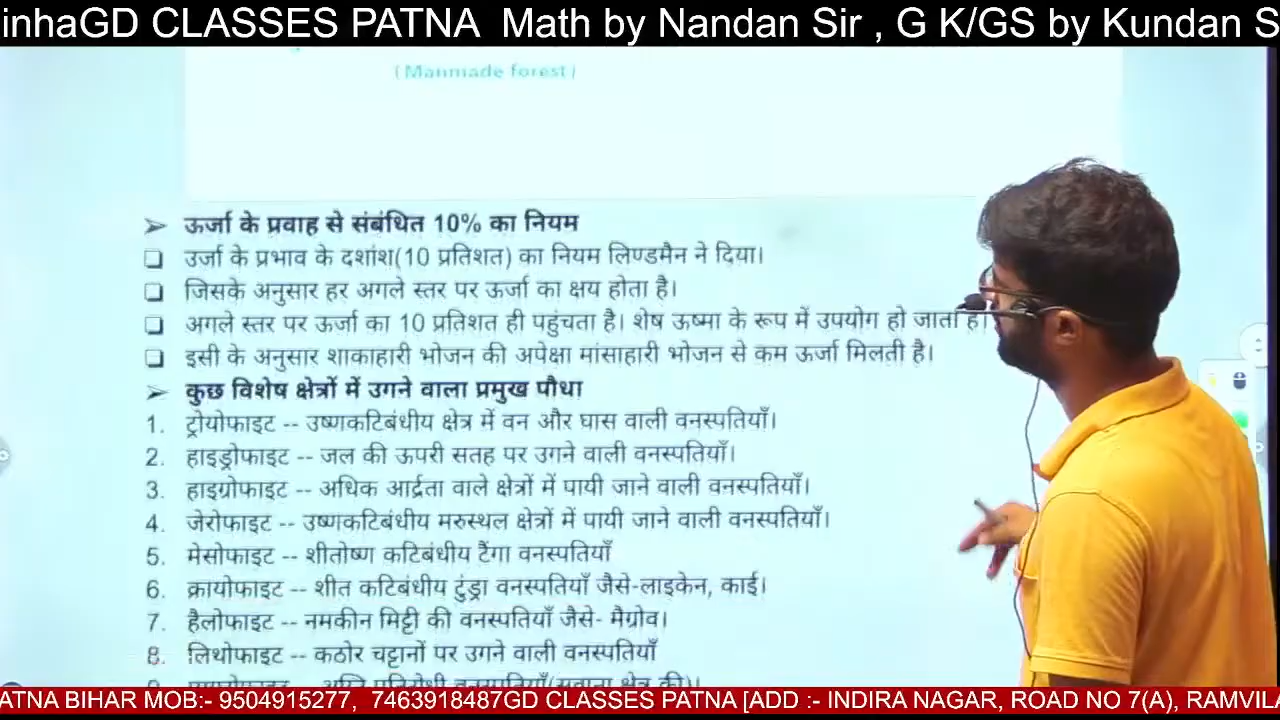 inhaGD CLASSES PATNA Math by Nandan Sir , G K/GS by Kundan S
(Manmade forest)
➢ ऊर्जा के प्रवाह से संबंधित 10% का नियम
❑ उर्जा के प्रभाव के दशांश(10 प्रतिशत) का नियम लिण्डमैन ने दिया।
❑ जिसके अनुसार हर अगले स्तर पर ऊर्जा का क्षय होता है।
❑ अगले स्तर पर ऊर्जा का 10 प्रतिशत ही पहुंचता है। शेष ऊष्मा के रूप में उपयोग हो जाता है।
❑ इसी के अनुसार शाकाहारी भोजन की अपेक्षा मांसाहारी भोजन से कम ऊर्जा मिलती है।
➢ कुछ विशेष क्षेत्रों में उगने वाला प्रमुख पौधा
1. ट्रोयोफाइट -- उष्णकटिबंधीय क्षेत्र में वन और घास वाली वनस्पतियाँ।
2. हाइड्रोफाइट -- जल की ऊपरी सतह पर उगने वाली वनस्पतियाँ।
3. हाइग्रोफाइट -- अधिक आर्द्रता वाले क्षेत्रों में पायी जाने वाली वनस्पतियाँ।
4. जेरोफाइट -- उष्णकटिबंधीय मरुस्थल क्षेत्रों में पायी जाने वाली वनस्पतियाँ।
5. मेसोफाइट -- शीतोष्ण कटिबंधीय टैंगा वनस्पतियाँ
6. क्रायोफाइट -- शीत कटिबंधीय टुंड्रा वनस्पतियाँ जैसे-लाइकेन, काई।
7. हैलोफाइट -- नमकीन मिट्टी की वनस्पतियाँ जैसे- मैग्रोव।
8. लिथोफाइट -- कठोर चट्टानों पर उगने वाली वनस्पतियाँ
ATNA BIHAR MOB:- 9504915277, 7463918487GD CLASSES PATNA [ADD :- INDIRA NAGAR, ROAD NO 7(A), RAMVILA